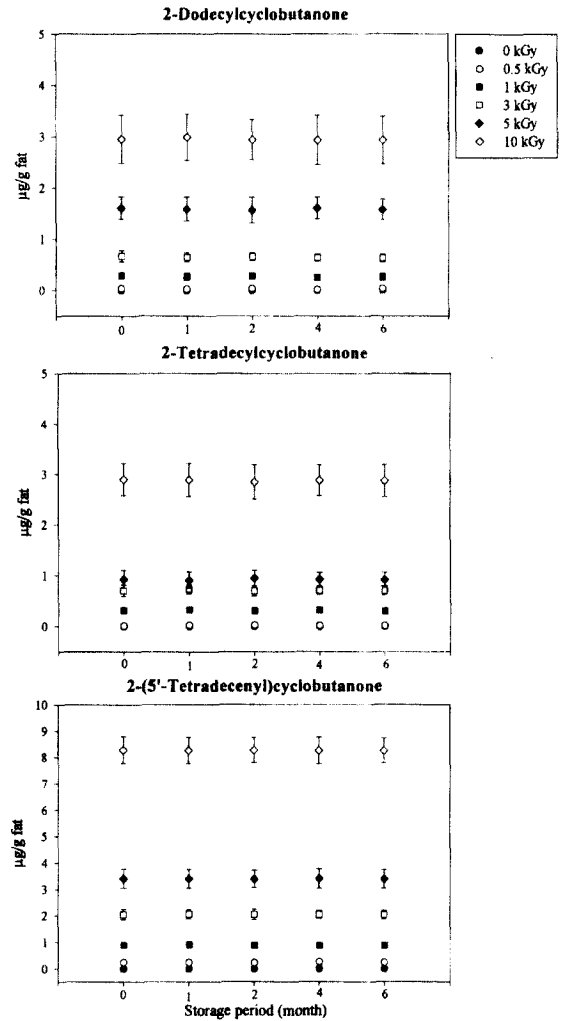 2-Dodecylcyclobutanone
5
4
3
2
1
0
µg/g fat
0 1 2 4 6
0 kGy
0.5 kGy
1 kGy
3 kGy
5 kGy
10 kGy
2-Tetradecylcyclobutanone
5
4
3
2
1
0
µg/g fat
0 1 2 4 6
2-(5'-Tetradecenyl)cyclobutanone
10
9
8
7
6
5
4
3
2
1
0
µg/g fat
0 1 2 4 6
Storage period (month)